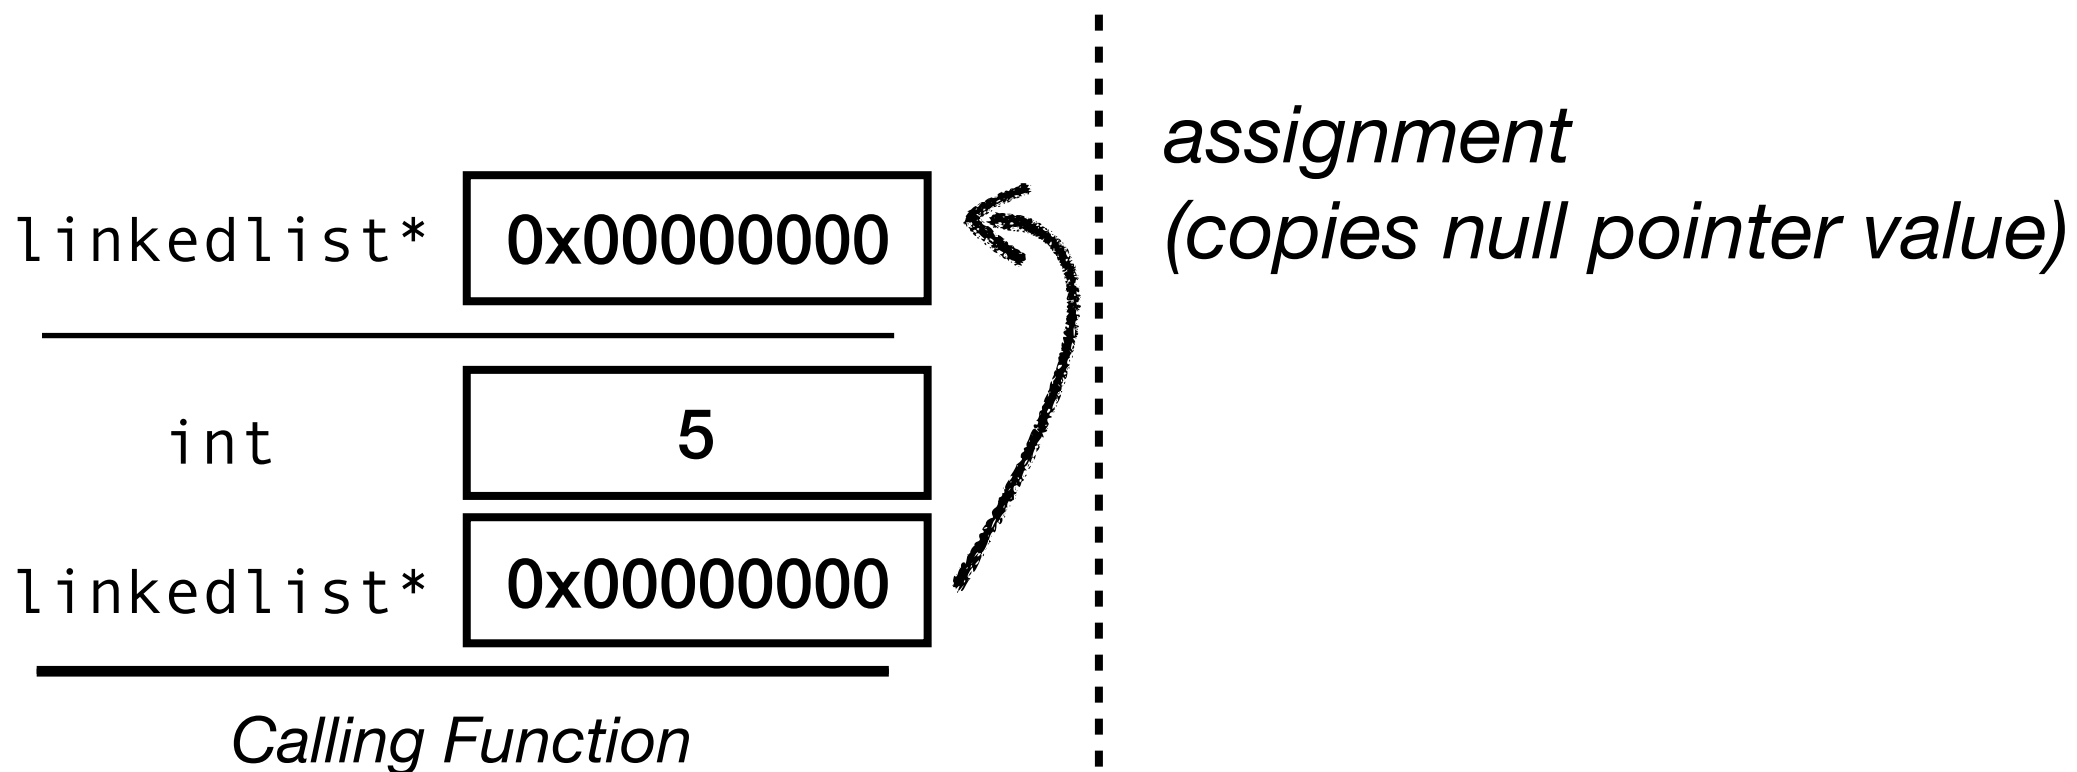 assignment
(copies null pointer value)
linkedlist* 0x00000000
int 5
linkedlist* 0x00000000
Calling Function